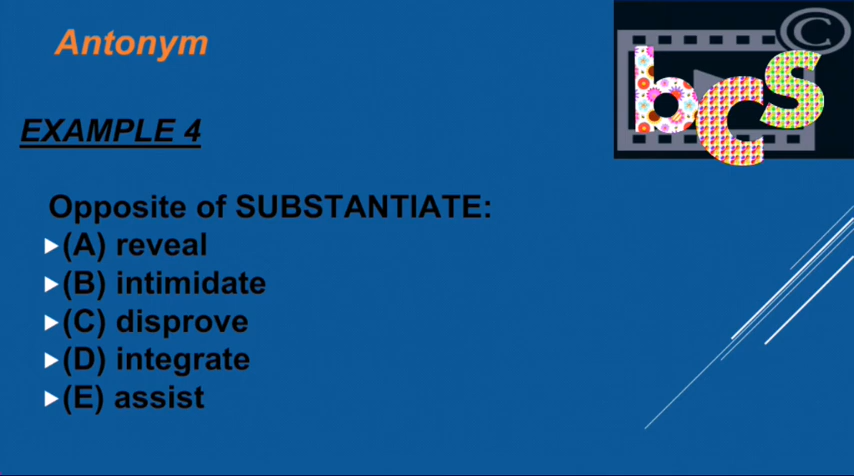 Antonym
©
bcs
EXAMPLE 4
Opposite of SUBSTANTIATE:
(A) reveal
(B) intimidate
(C) disprove
(D) integrate
(E) assist